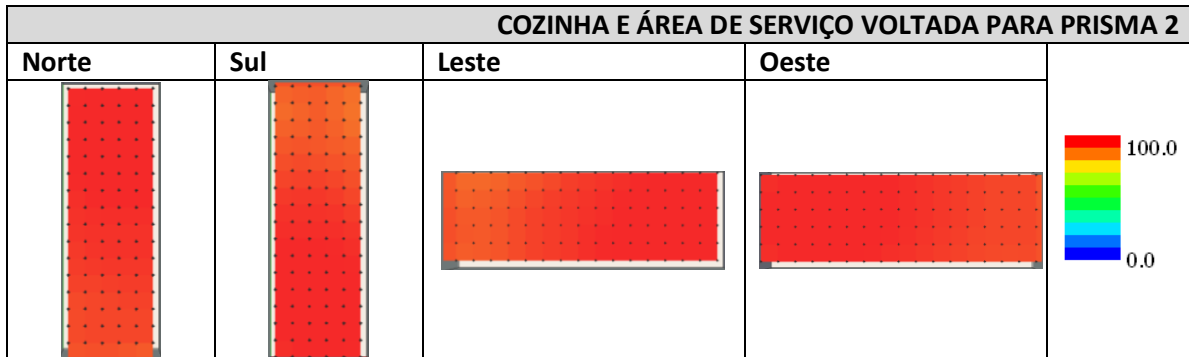 COZINHA E ÁREA DE SERVIÇO VOLTADA PARA PRISMA 2
Norte Sul Leste Oeste
100.0
0.0